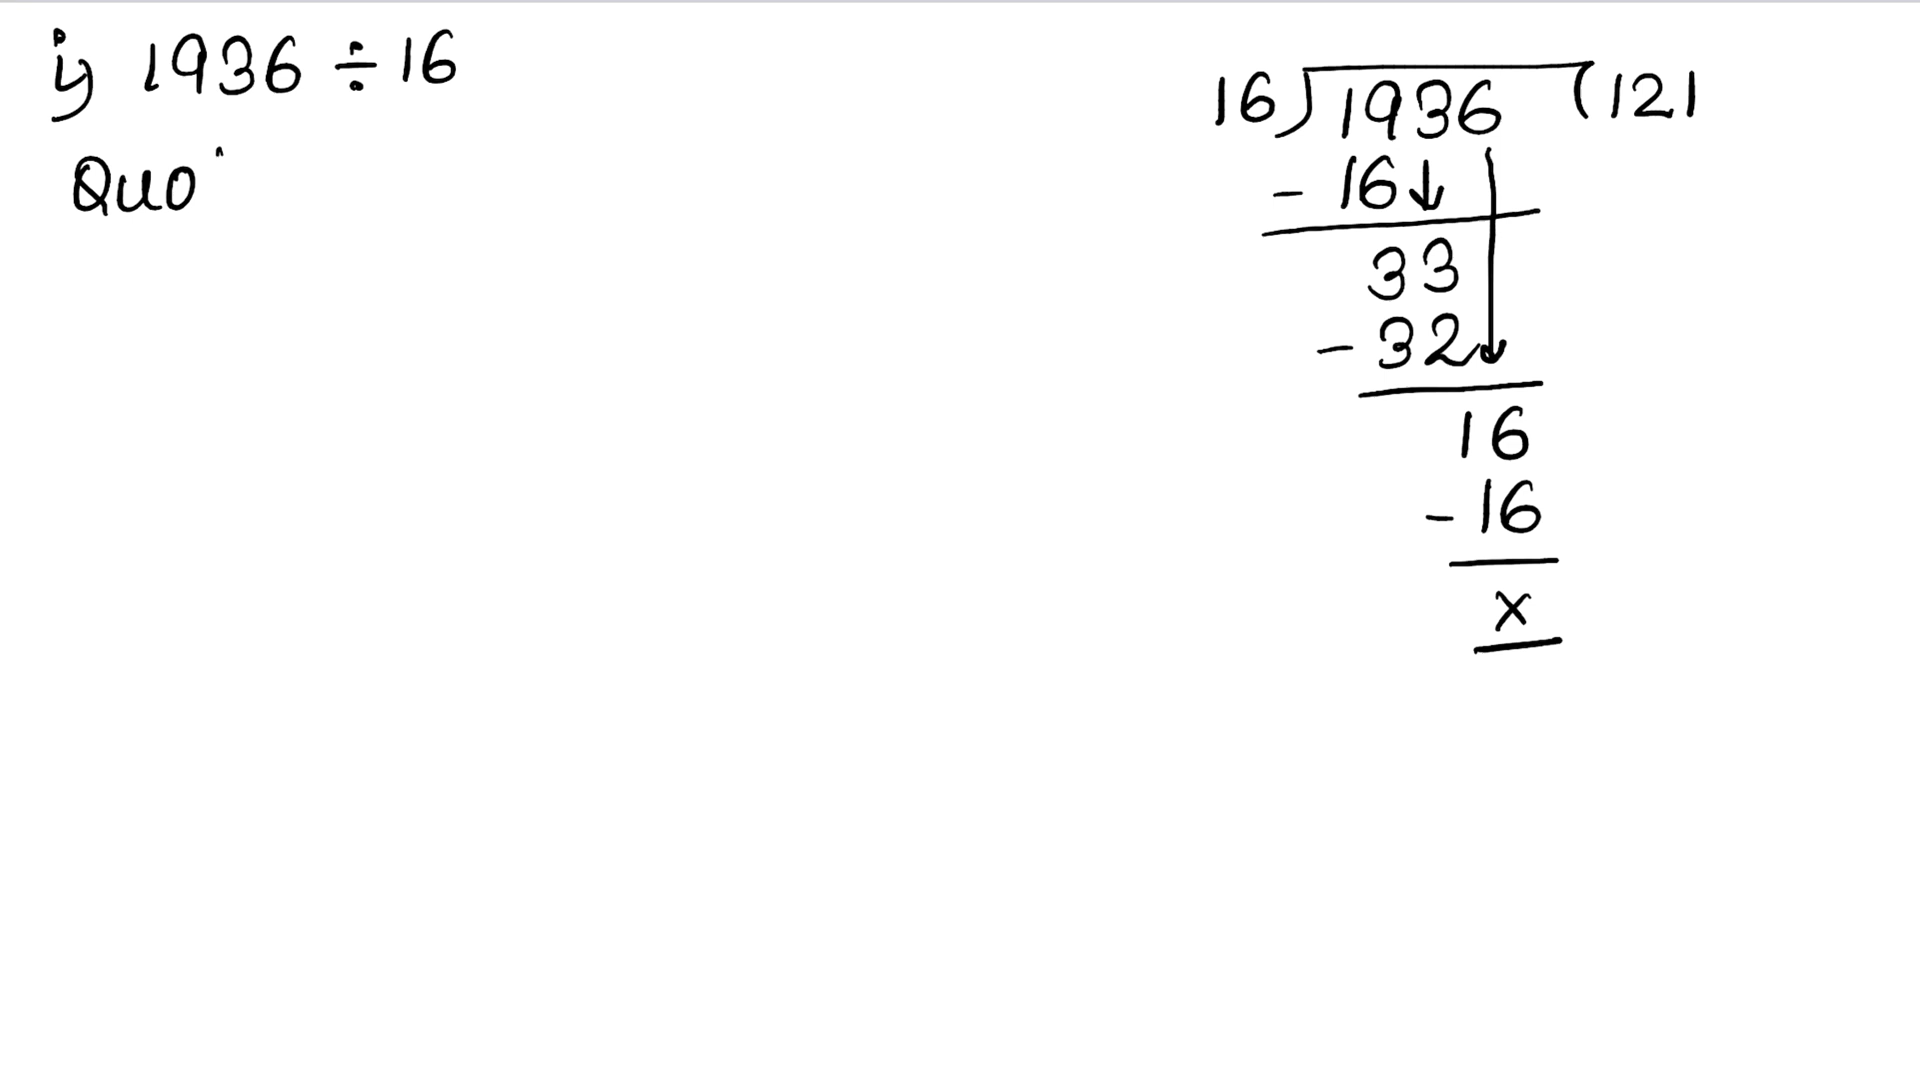 i) 1936 ÷ 16
Quo
16)1936(121
- 16↓
33
- 32↓
16
- 16
x